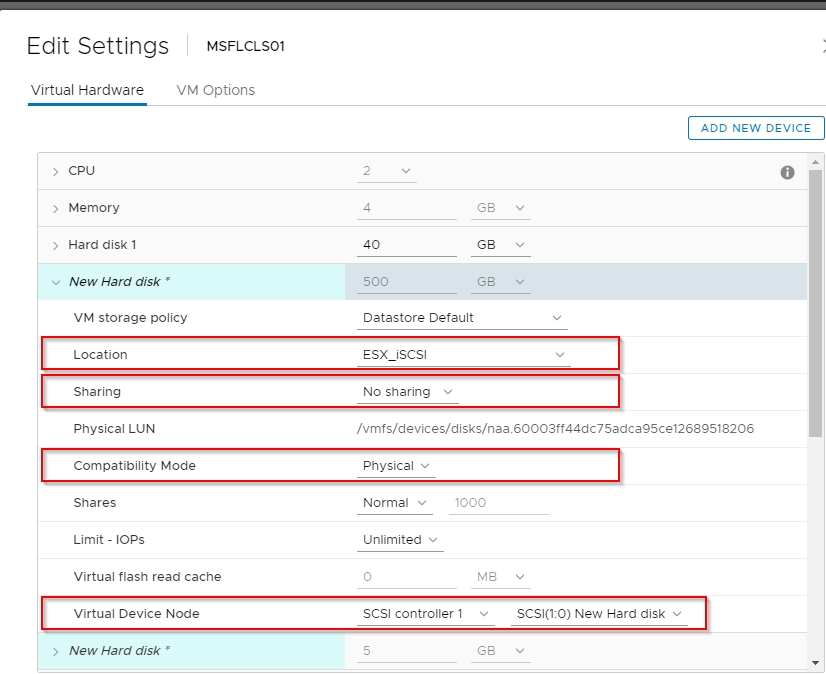 Edit Settings MSFLCLS01
Virtual Hardware VM Options
ADD NEW DEVICE
CPU 2
Memory 4 GB
Hard disk 1 40 GB
New Hard disk * 500 GB
VM storage policy Datastore Default
Location ESX_iSCSI
Sharing No sharing
Physical LUN /vmfs/devices/disks/naa.60003ff44dc75adca95ce12689518206
Compatibility Mode Physical
Shares Normal 1000
Limit - IOPs Unlimited
Virtual flash read cache 0 MB
Virtual Device Node SCSI controller 1 SCSI(1:0) New Hard disk
New Hard disk * 5 GB